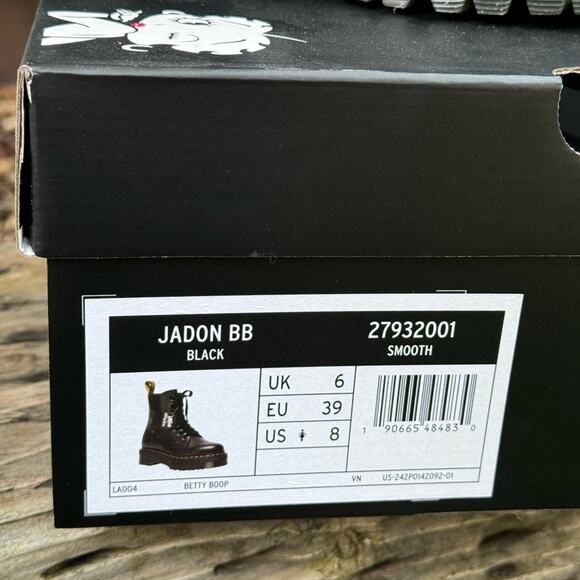 JADON BB 27932001
BLACK SMOOTH
UK 6
EU 39
US 8
1 90665 48483 0
LA004 BETTY BOOP VN US-242P0142092-01